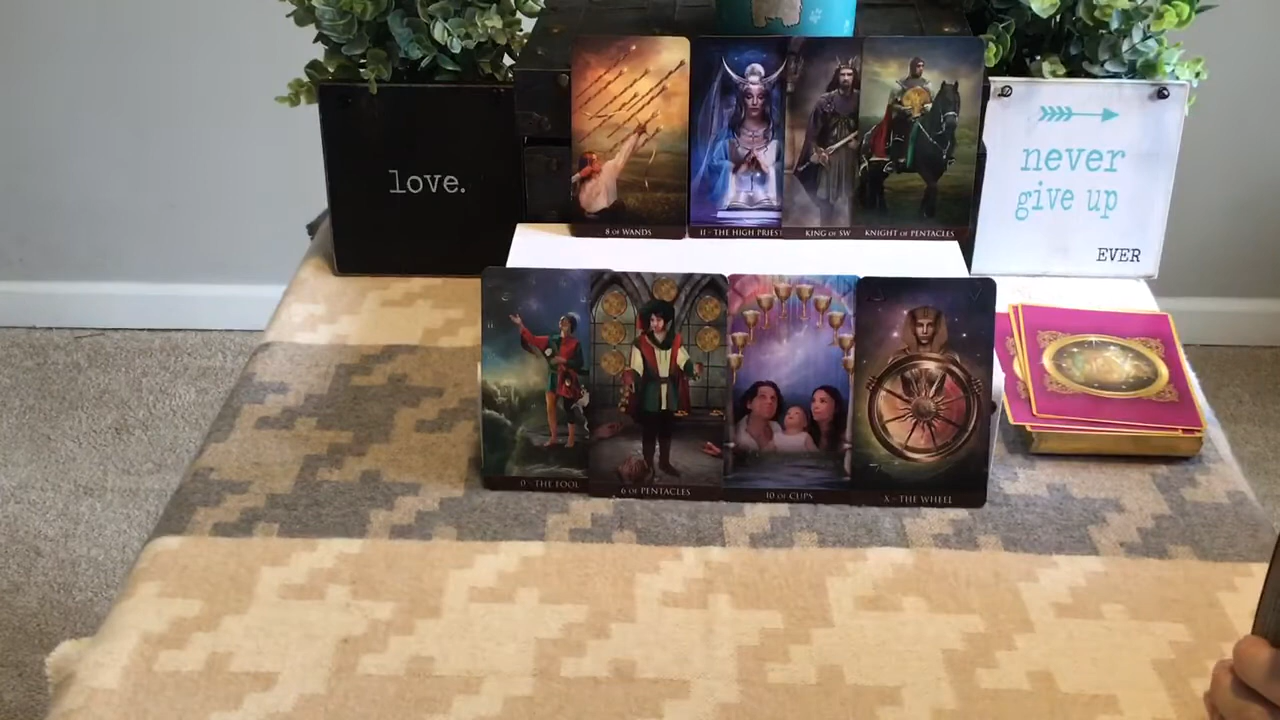 love.
never
give up
EVER
8 OF WANDS
II - THE HIGH PRIEST
KING OF SW
KNIGHT OF PENTACLES
0 - THE FOOL
6 OF PENTACLES
10 OF CUPS
X - THE WHEEL